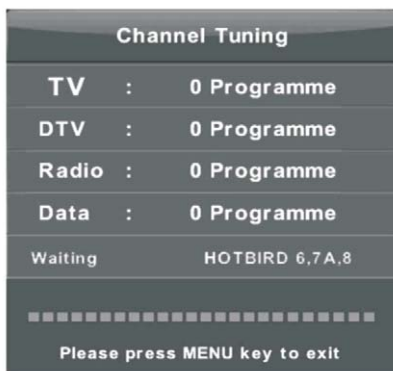 Channel Tuning
TV : 0 Programme
DTV : 0 Programme
Radio : 0 Programme
Data : 0 Programme
Waiting HOTBIRD 6,7A,8
Please press MENU key to exit